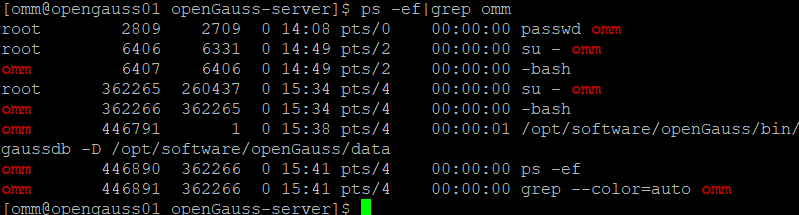 [omm@opengauss01 openGauss-server]$ ps -ef|grep omm
root        2809    2709  0 14:08 pts/0    00:00:00 passwd omm
root        6406    6331  0 14:49 pts/2    00:00:00 su - omm
omm         6407    6406  0 14:49 pts/2    00:00:00 -bash
root      362265  260437  0 15:34 pts/4    00:00:00 su - omm
omm       362266  362265  0 15:34 pts/4    00:00:00 -bash
omm       446791       1  0 15:38 pts/4    00:00:01 /opt/software/openGauss/bin/
gaussdb -D /opt/software/openGauss/data
omm       446890  362266  0 15:41 pts/4    00:00:00 ps -ef
omm       446891  362266  0 15:41 pts/4    00:00:00 grep --color=auto omm
[omm@opengauss01 openGauss-server]$